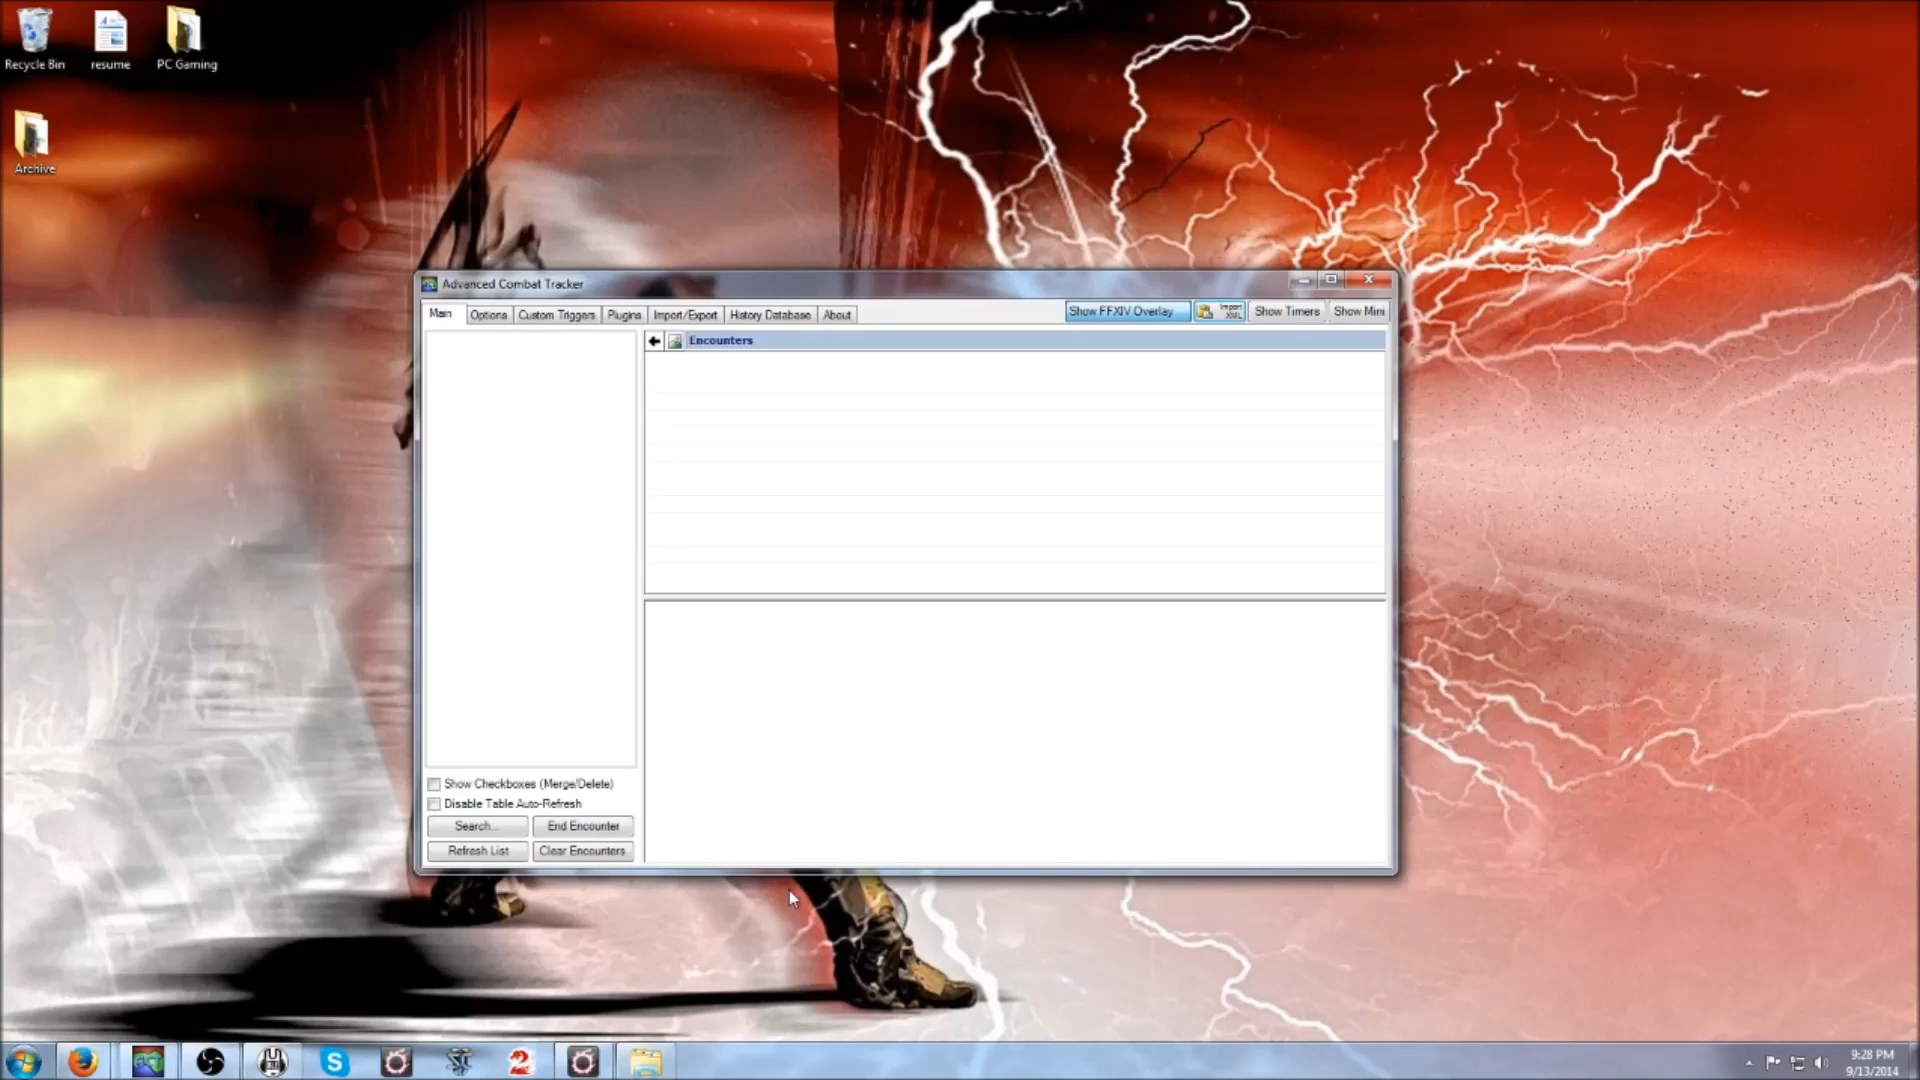 Recycle Bin
resume
PC Gaming
Archive
Advanced Combat Tracker
Main
Options
Custom Triggers
Plugins
Import/Export
History Database
About
Show FFXIV Overlay
Import
XML
Show Timers
Show Mini
Encounters
Show Checkboxes (Merge/Delete)
Disable Table Auto-Refresh
Search...
End Encounter
Refresh List
Clear Encounters
9:28 PM
9/13/2014